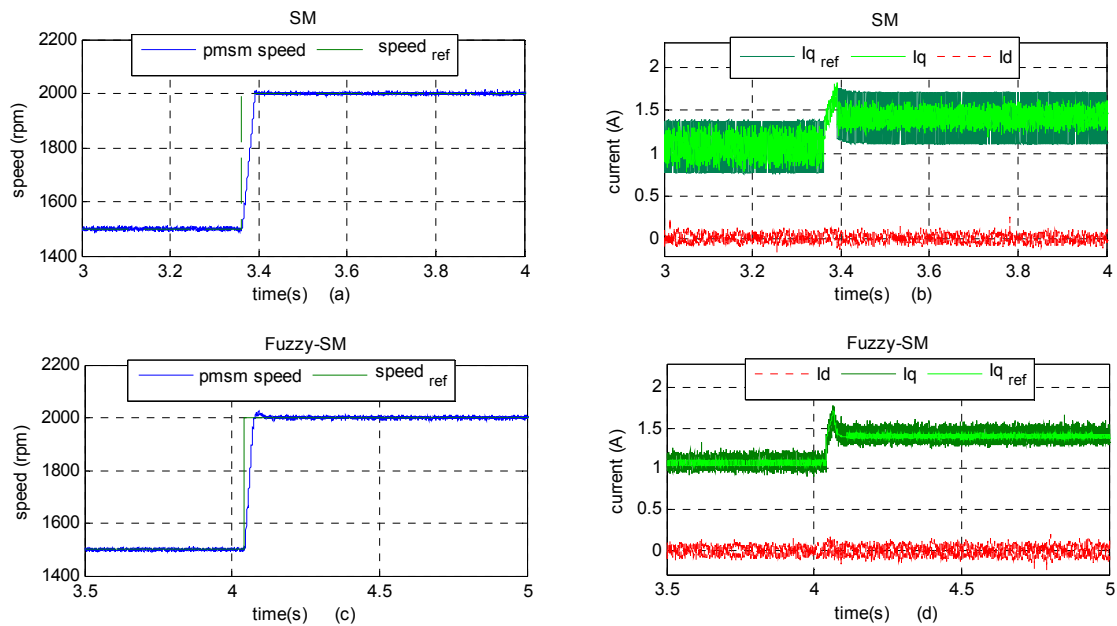 SM
pmsm speed speed ref
2200
2000
1800
1600
1400
speed (rpm)
3 3.2 3.4 3.6 3.8 4
time(s) (a)
SM
Iq ref Iq Id
2
1.5
1
0.5
0
current (A)
3 3.2 3.4 3.6 3.8 4
time(s) (b)
Fuzzy-SM
pmsm speed speed ref
2200
2000
1800
1600
1400
speed (rpm)
3.5 4 4.5 5
time(s) (c)
Fuzzy-SM
Id Iq Iq ref
2
1.5
1
0.5
0
current (A)
3.5 4 4.5 5
time(s) (d)